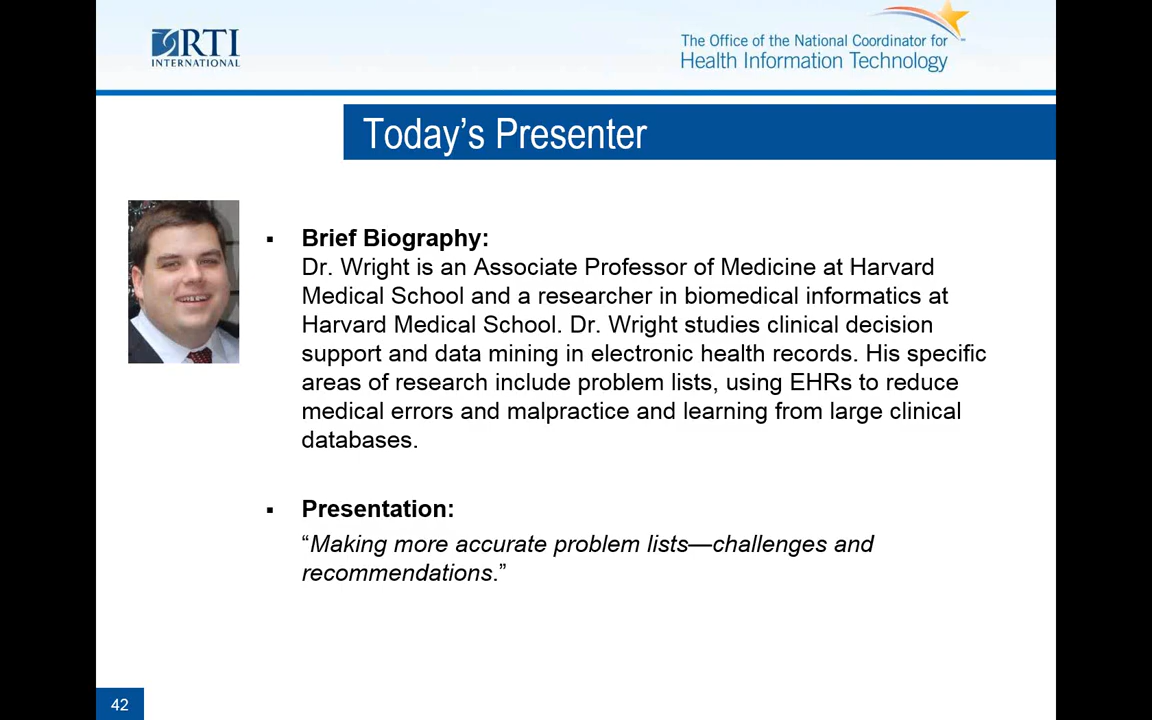 RTI
INTERNATIONAL
The Office of the National Coordinator for
Health Information Technology
Today's Presenter
▪ Brief Biography:
Dr. Wright is an Associate Professor of Medicine at Harvard
Medical School and a researcher in biomedical informatics at
Harvard Medical School. Dr. Wright studies clinical decision
support and data mining in electronic health records. His specific
areas of research include problem lists, using EHRs to reduce
medical errors and malpractice and learning from large clinical
databases.
▪ Presentation:
“Making more accurate problem lists—challenges and
recommendations.”
42